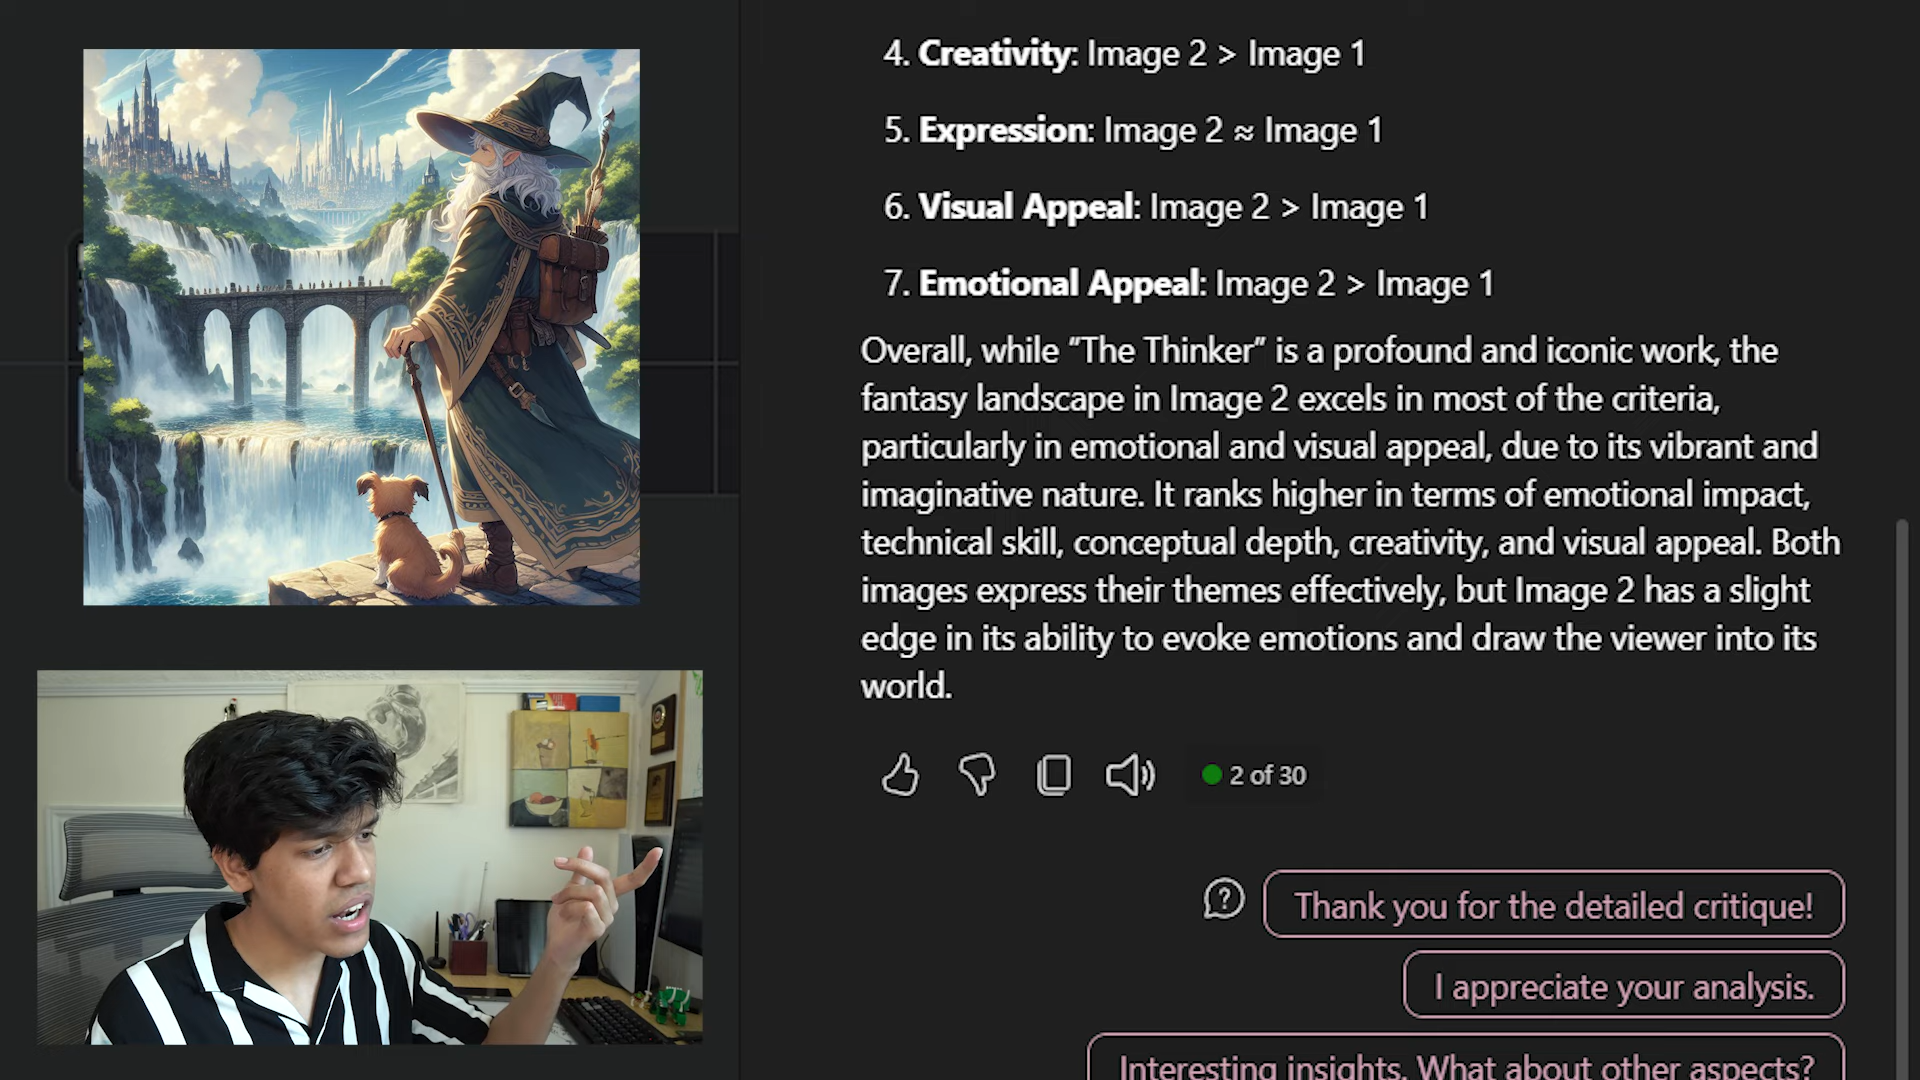 4. Creativity: Image 2 > Image 1
5. Expression: Image 2 ≈ Image 1
6. Visual Appeal: Image 2 > Image 1
7. Emotional Appeal: Image 2 > Image 1
Overall, while “The Thinker” is a profound and iconic work, the
fantasy landscape in Image 2 excels in most of the criteria,
particularly in emotional and visual appeal, due to its vibrant and
imaginative nature. It ranks higher in terms of emotional impact,
technical skill, conceptual depth, creativity, and visual appeal. Both
images express their themes effectively, but Image 2 has a slight
edge in its ability to evoke emotions and draw the viewer into its
world.
2 of 30
Thank you for the detailed critique!
I appreciate your analysis.
Interesting insights. What about other aspects?